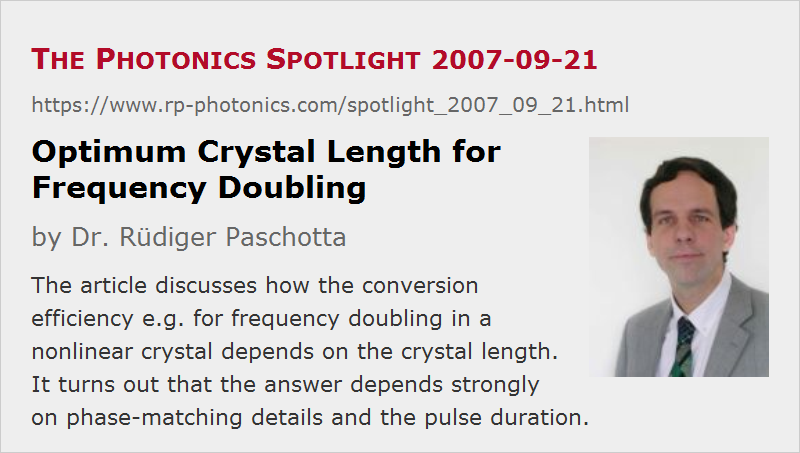 THE PHOTONICS SPOTLIGHT 2007-09-21
https://www.rp-photonics.com/spotlight_2007_09_21.html
Optimum Crystal Length for
Frequency Doubling
by Dr. Rüdiger Paschotta
The article discusses how the conversion
efficiency e.g. for frequency doubling in a
nonlinear crystal depends on the crystal length.
It turns out that the answer depends strongly
on phase-matching details and the pulse duration.